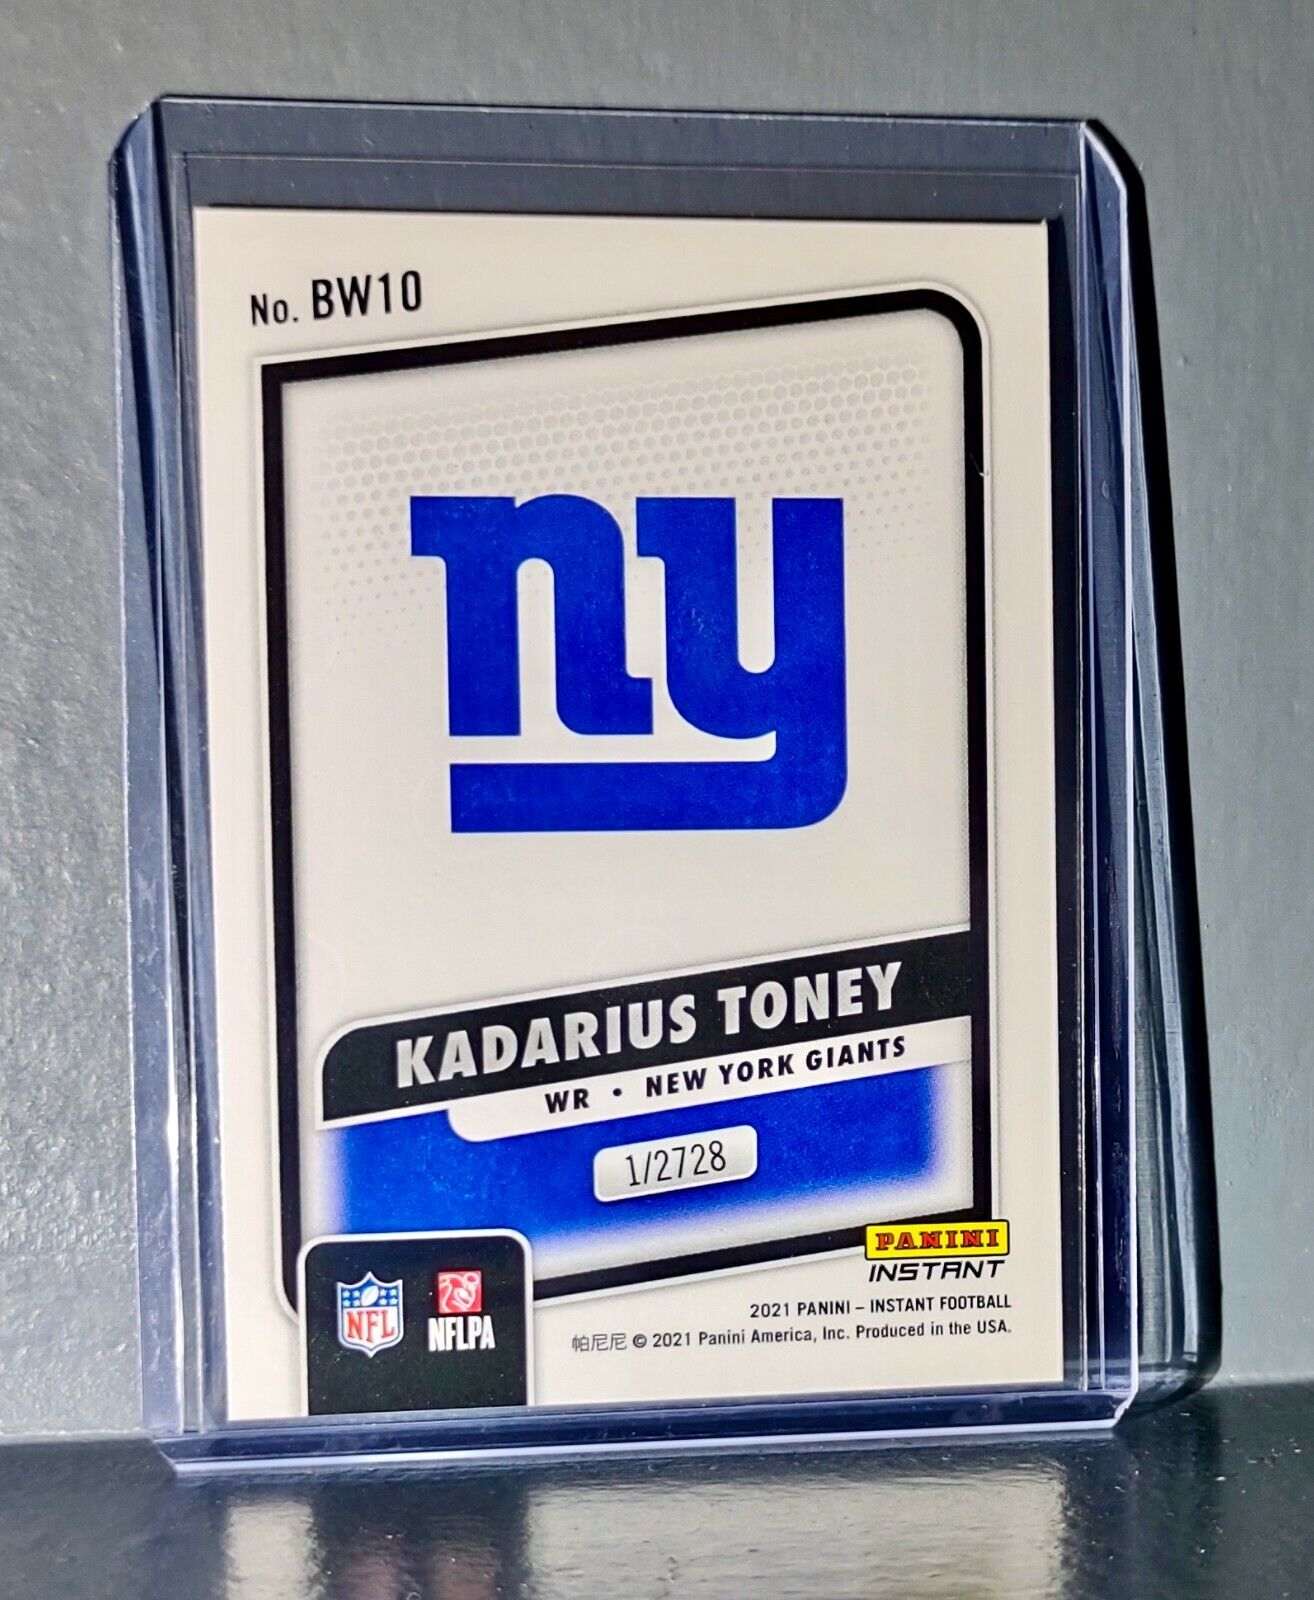 No. BW10
ny
KADARIUS TONEY
WR • NEW YORK GIANTS
1/2728
PANINI
INSTANT
NFL
NFLPA
2021 PANINI – INSTANT FOOTBALL
帕尼尼 © 2021 Panini America, Inc. Produced in the USA.